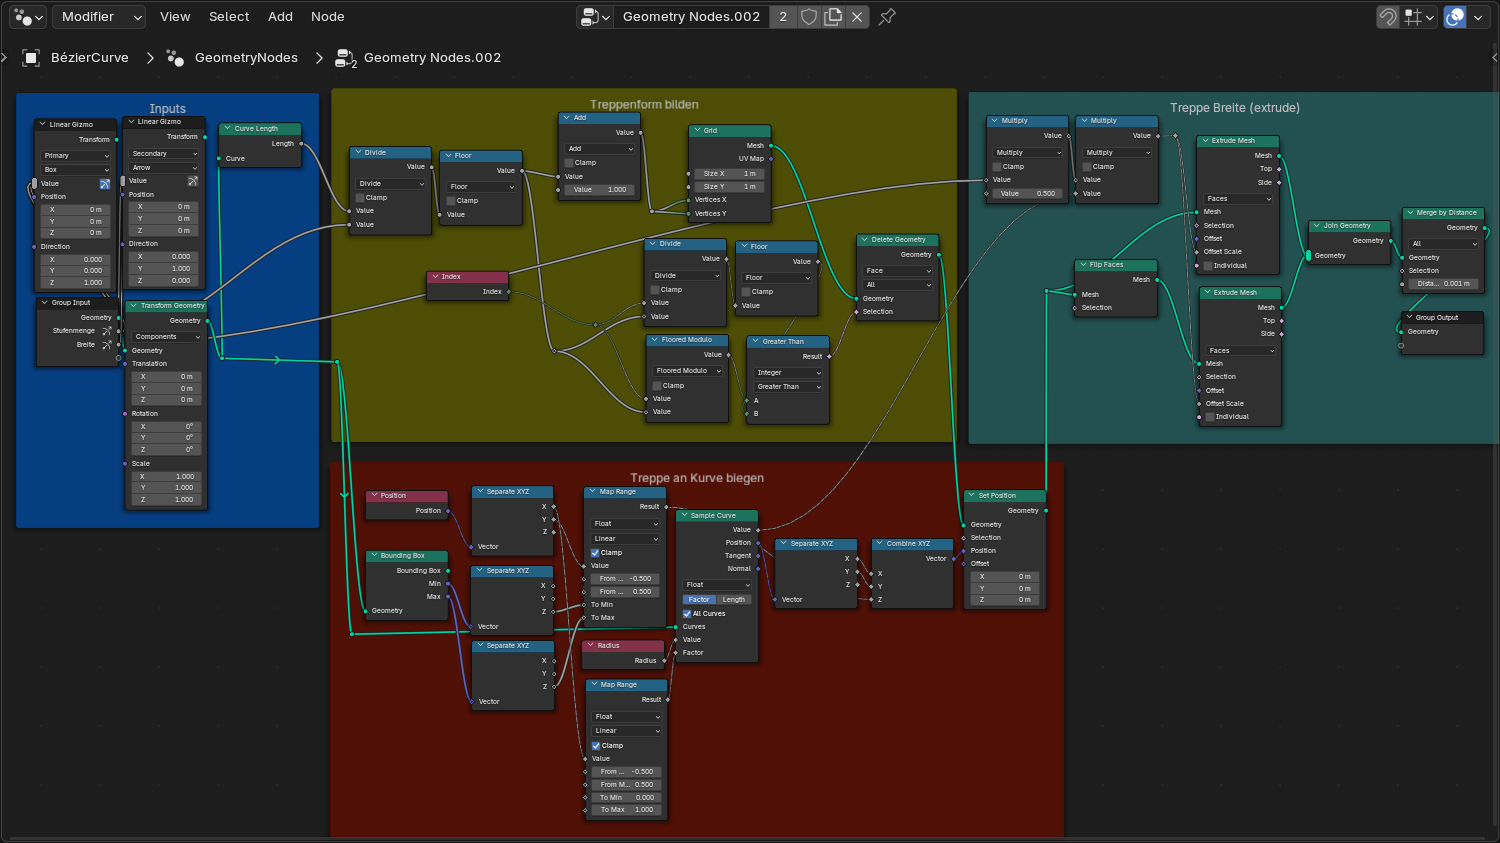 Modifier
View
Select
Add
Node
Geometry Nodes.002
2
BézierCurve
GeometryNodes
2
Geometry Nodes.002
Inputs
Linear Gizmo
Transform
Primary
Box
Value
Position
X 0 m
Y 0 m
Z 0 m
Direction
X 0.000
Y 0.000
Z 1.000
Linear Gizmo
Transform
Secondary
Arrow
Value
Position
X 0 m
Y 0 m
Z 0 m
Direction
X 0.000
Y 1.000
Z 0.000
Curve Length
Length
Curve
Group Input
Geometry
Stufenmenge
Breite
Transform Geometry
Geometry
Components
Geometry
Translation
X 0 m
Y 0 m
Z 0 m
Rotation
X 0°
Y 0°
Z 0°
Scale
X 1.000
Y 1.000
Z 1.000
Treppenform bilden
Divide
Value
Divide
Clamp
Value
Value
Floor
Value
Floor
Clamp
Value
Add
Value
Add
Clamp
Value
Value 1.000
Grid
Mesh
UV Map
Size X 1 m
Size Y 1 m
Vertices X
Vertices Y
Index
Index
Divide
Value
Divide
Clamp
Value
Value
Floor
Value
Floor
Clamp
Value
Floored Modulo
Value
Floored Modulo
Clamp
Value
Value
Greater Than
Result
Integer
Greater Than
A
B
Delete Geometry
Geometry
Face
All
Geometry
Selection
Treppe Breite (extrude)
Multiply
Value
Multiply
Clamp
Value
Value 0.500
Multiply
Value
Multiply
Clamp
Value
Value
Extrude Mesh
Mesh
Top
Side
Faces
Mesh
Selection
Offset
Offset Scale
Individual
Flip Faces
Mesh
Mesh
Selection
Extrude Mesh
Mesh
Top
Side
Faces
Mesh
Selection
Offset
Offset Scale
Individual
Join Geometry
Geometry
Geometry
Merge by Distance
Geometry
All
Geometry
Selection
Dista... 0.001 m
Group Output
Geometry
Treppe an Kurve biegen
Position
Position
Bounding Box
Bounding Box
Min
Max
Geometry
Separate XYZ
X
Y
Z
Vector
Separate XYZ
X
Y
Z
Vector
Separate XYZ
X
Y
Z
Vector
Map Range
Result
Float
Linear
Clamp
Value
From ... -0.500
From ... 0.500
To Min
To Max
Radius
Radius
Map Range
Result
Float
Linear
Clamp
Value
From ... -0.500
From M... 0.500
To Min 0.000
To Max 1.000
Sample Curve
Value
Position
Tangent
Normal
Float
Factor Length
All Curves
Curves
Value
Factor
Separate XYZ
X
Y
Z
Vector
Combine XYZ
Vector
X
Y
Z
Set Position
Geometry
Geometry
Selection
Position
Offset
X 0 m
Y 0 m
Z 0 m